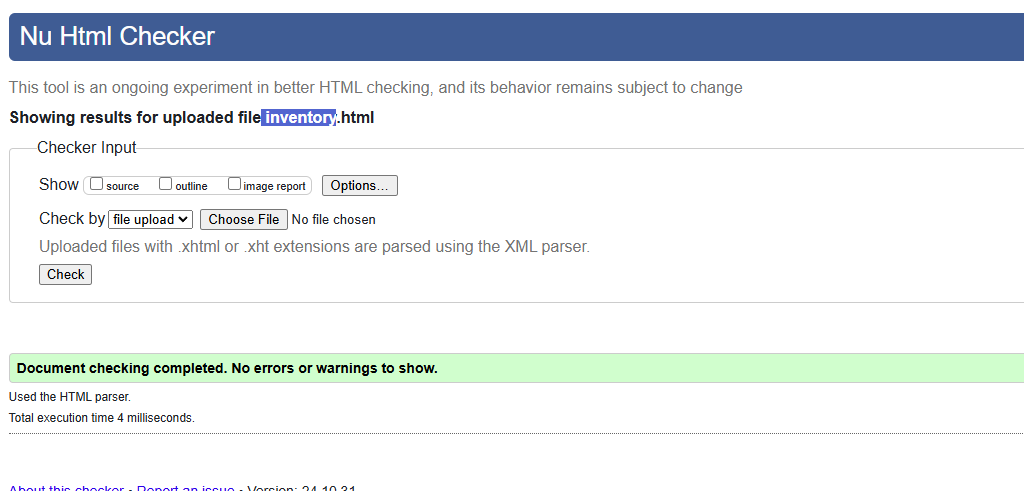 Nu Html Checker
This tool is an ongoing experiment in better HTML checking, and its behavior remains subject to change
Showing results for uploaded file inventory.html
Checker Input
Show source outline image report Options...
Check by file upload Choose File No file chosen
Uploaded files with .xhtml or .xht extensions are parsed using the XML parser.
Check
Document checking completed. No errors or warnings to show.
Used the HTML parser.
Total execution time 4 milliseconds.
About this checker • Report an issue • Version: 24.10.31